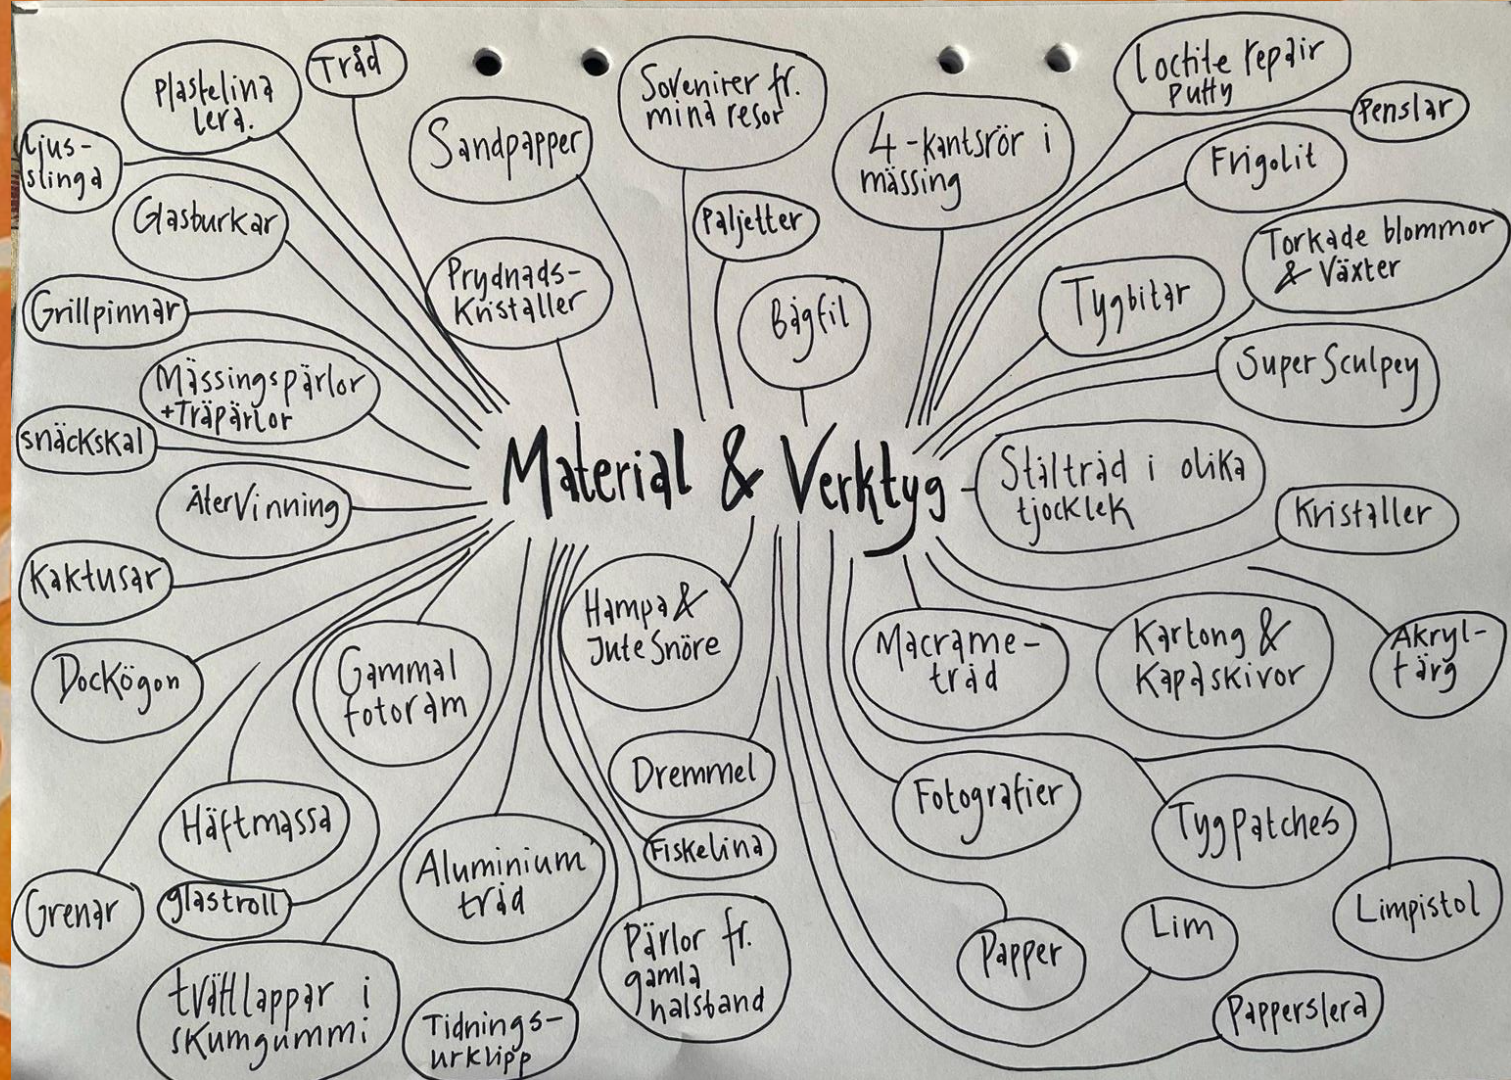 Plastelina
lera.
Tråd
Sovenirer fr.
mina resor
Loctite repair
putty
Penslar
Sandpapper
4-kantsrör i
mässing
Frigolit
Ljus-
slinga
Glasburkar
Paljetter
Torkade blommor
& Växter
Prydnads-
Kristaller
Bågfil
Tygbitar
Grillpinnar
Mässingspärlor
+Träpärlor
Super Sculpey
snäckskal
Material & Verktyg
Ståltråd i olika
tjocklek
Återvinning
Kristaller
Kaktusar
Hampa &
Jute Snöre
Macrame-
tråd
Kartong &
Kapaskivor
Akryl-
färg
Dockögon
Gammal
fotoram
Dremmel
Fotografier
Häftmassa
Tygpatches
Aluminium
tråd
Fiskelina
Grenar
glastroll
Limpistol
Pärlor fr.
gamla
halsband
Papper
Lim
tvättlappar i
skumgummi
Tidnings-
urklipp
Papperslera